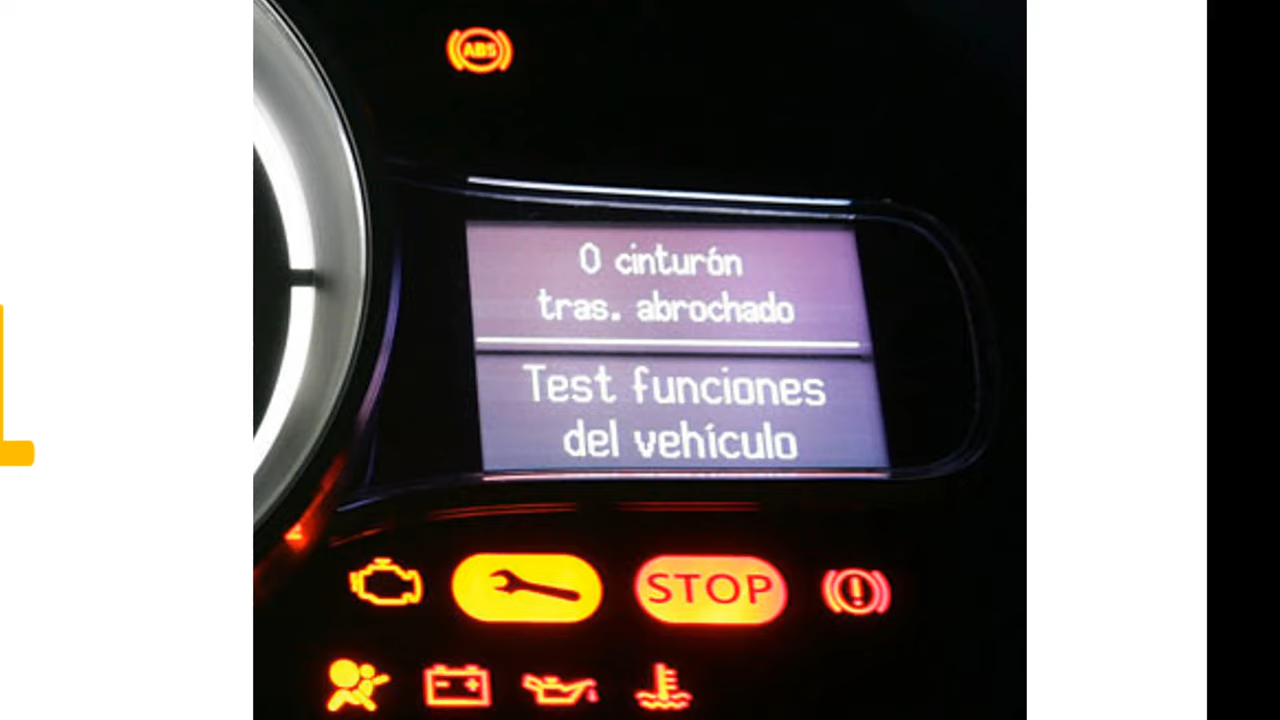 ABS
0 cinturón
tras. abrochado
Test funciones
del vehículo
STOP